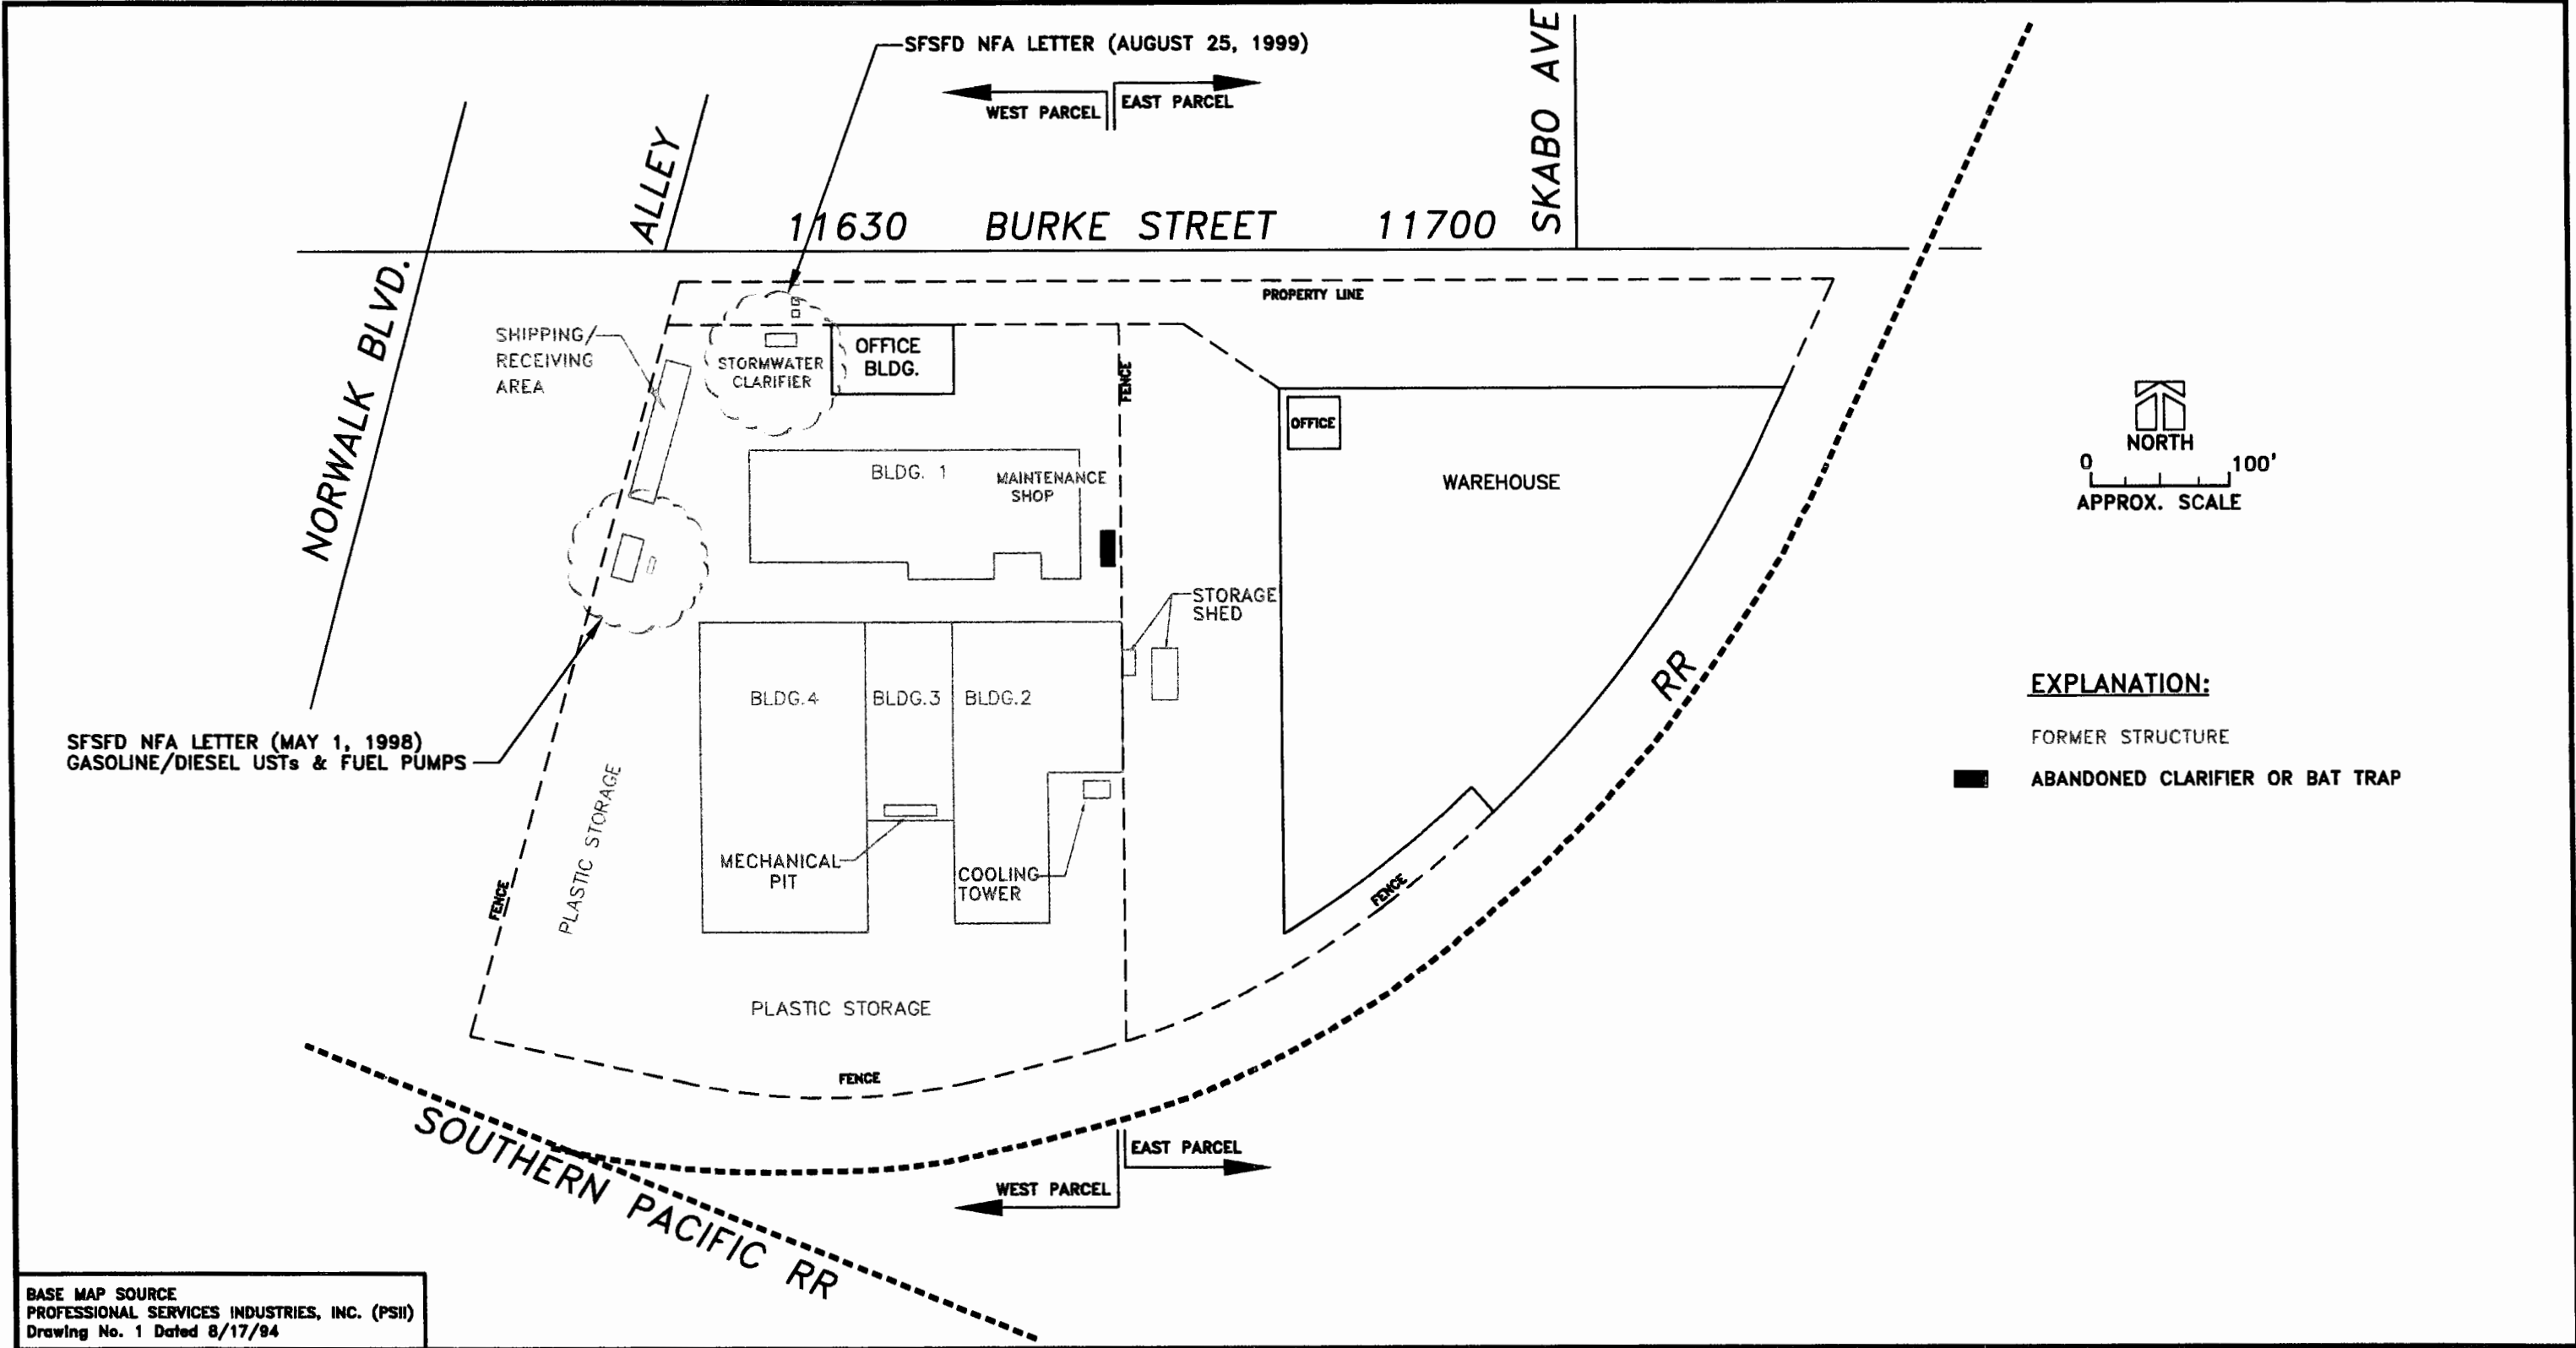 SFSFD NFA LETTER (AUGUST 25, 1999)
WEST PARCEL
EAST PARCEL
SKABO AVE
ALLEY
11630 BURKE STREET 11700
NORWALK BLVD.
PROPERTY LINE
SHIPPING/
RECEIVING
AREA
STORMWATER
CLARIFIER
OFFICE
BLDG.
FENCE
OFFICE
WAREHOUSE
BLDG. 1
MAINTENANCE
SHOP
NORTH
0 100'
APPROX. SCALE
STORAGE
SHED
RR
BLDG.4
BLDG.3
BLDG.2
SFSFD NFA LETTER (MAY 1, 1998)
GASOLINE/DIESEL USTs & FUEL PUMPS
EXPLANATION:
FORMER STRUCTURE
ABANDONED CLARIFIER OR BAT TRAP
PLASTIC STORAGE
MECHANICAL
PIT
COOLING
TOWER
FENCE
FENCE
PLASTIC STORAGE
FENCE
SOUTHERN PACIFIC RR
EAST PARCEL
WEST PARCEL
BASE MAP SOURCE
PROFESSIONAL SERVICES INDUSTRIES, INC. (PSII)
Drawing No. 1 Dated 8/17/94